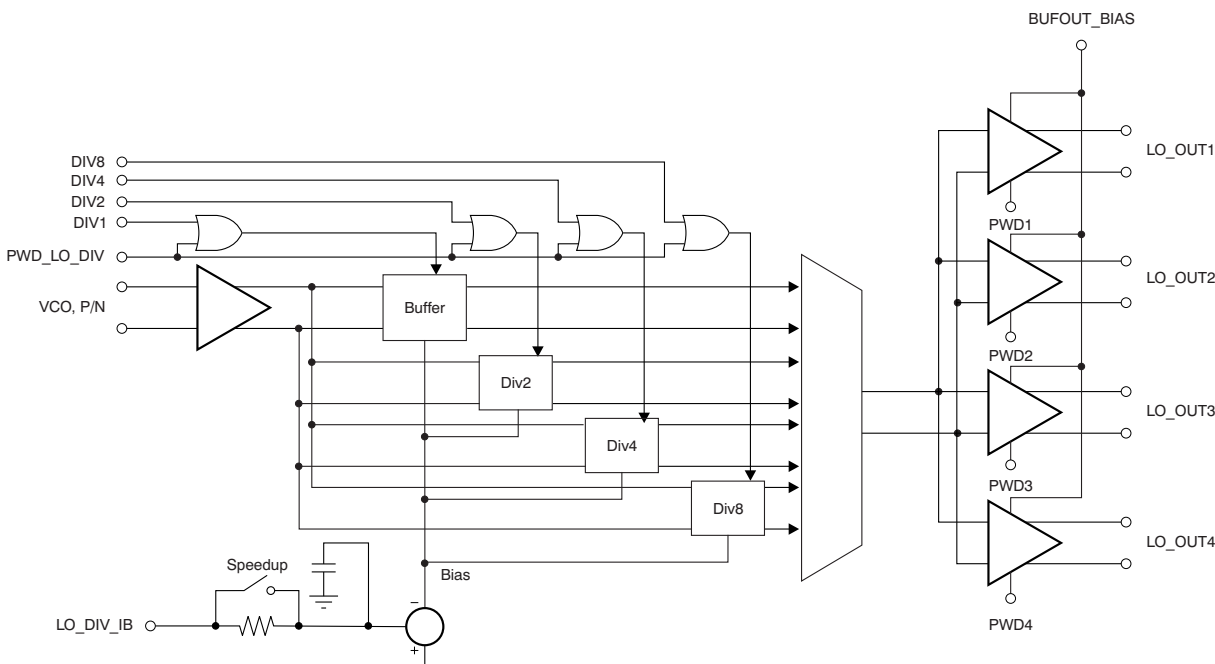 BUFOUT_BIAS
LO_OUT1
PWD1
DIV8
DIV4
DIV2
DIV1
PWD_LO_DIV
VCO, P/N
Buffer
Div2
Div4
Div8
LO_OUT2
PWD2
LO_OUT3
PWD3
LO_OUT4
PWD4
Speedup
Bias
LO_DIV_IB
−
+